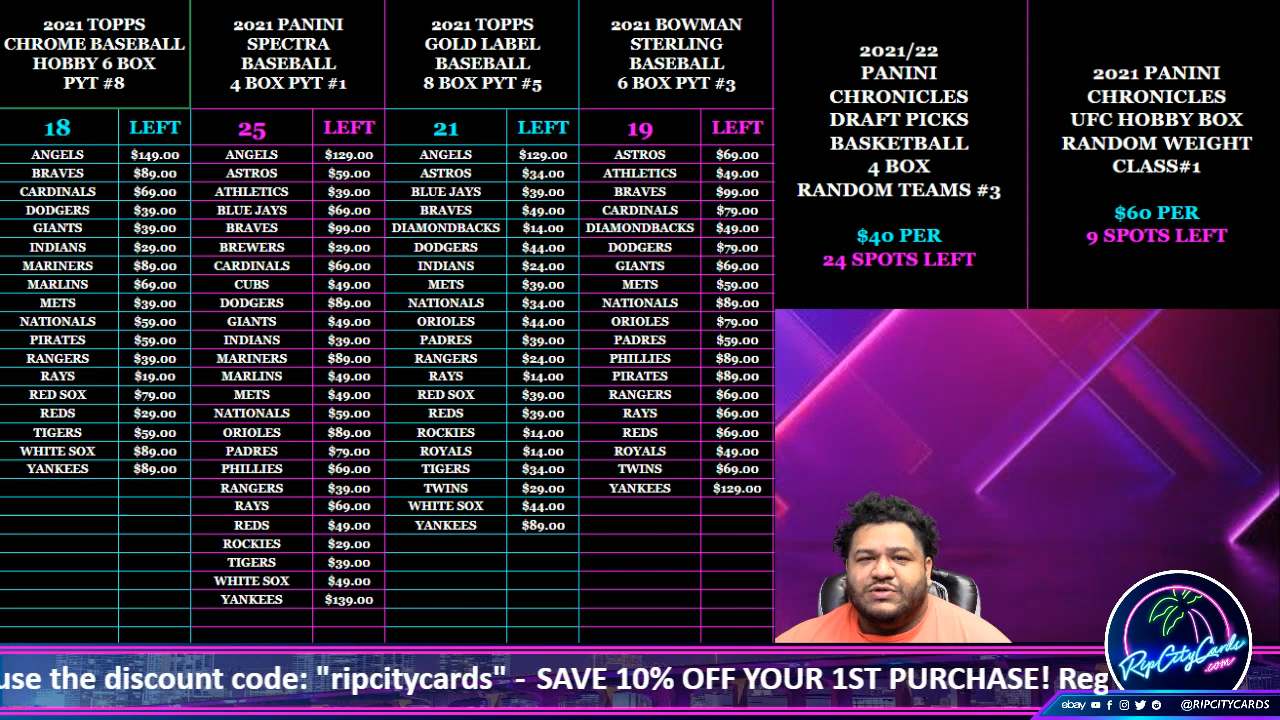 2021 TOPPS
CHROME BASEBALL
HOBBY 6 BOX
PYT #8
18 LEFT
ANGELS $149.00
BRAVES $89.00
CARDINALS $69.00
DODGERS $39.00
GIANTS $39.00
INDIANS $29.00
MARINERS $89.00
MARLINS $69.00
METS $39.00
NATIONALS $59.00
PIRATES $59.00
RANGERS $39.00
RAYS $19.00
RED SOX $79.00
REDS $29.00
TIGERS $59.00
WHITE SOX $89.00
YANKEES $89.00
2021 PANINI
SPECTRA
BASEBALL
4 BOX PYT #1
25 LEFT
ANGELS $129.00
ASTROS $59.00
ATHLETICS $39.00
BLUE JAYS $69.00
BRAVES $99.00
BREWERS $29.00
CARDINALS $69.00
CUBS $49.00
DODGERS $89.00
GIANTS $49.00
INDIANS $39.00
MARINERS $89.00
MARLINS $49.00
METS $49.00
NATIONALS $59.00
ORIOLES $89.00
PADRES $79.00
PHILLIES $69.00
RANGERS $39.00
RAYS $69.00
REDS $49.00
ROCKIES $29.00
TIGERS $39.00
WHITE SOX $49.00
YANKEES $139.00
2021 TOPPS
GOLD LABEL
BASEBALL
8 BOX PYT #5
21 LEFT
ANGELS $129.00
ASTROS $34.00
BLUE JAYS $39.00
BRAVES $49.00
DIAMONDBACKS $14.00
DODGERS $44.00
INDIANS $24.00
METS $39.00
NATIONALS $34.00
ORIOLES $44.00
PADRES $39.00
RANGERS $24.00
RAYS $14.00
RED SOX $39.00
REDS $39.00
ROCKIES $14.00
ROYALS $14.00
TIGERS $34.00
TWINS $29.00
WHITE SOX $44.00
YANKEES $89.00
2021 BOWMAN
STERLING
BASEBALL
6 BOX PYT #3
19 LEFT
ASTROS $69.00
ATHLETICS $49.00
BRAVES $99.00
CARDINALS $79.00
DIAMONDBACKS $49.00
DODGERS $79.00
GIANTS $69.00
METS $59.00
NATIONALS $89.00
ORIOLES $79.00
PADRES $59.00
PHILLIES $89.00
PIRATES $89.00
RANGERS $69.00
RAYS $69.00
REDS $69.00
ROYALS $49.00
TWINS $69.00
YANKEES $129.00
2021/22
PANINI
CHRONICLES
DRAFT PICKS
BASKETBALL
4 BOX
RANDOM TEAMS #3
$40 PER
24 SPOTS LEFT
2021 PANINI
CHRONICLES
UFC HOBBY BOX
RANDOM WEIGHT
CLASS#1
$60 PER
9 SPOTS LEFT
use the discount code: "ripcitycards" - SAVE 10% OFF YOUR 1ST PURCHASE! Reg
RipCityCards
.com
ebay @RIPCITYCARDS